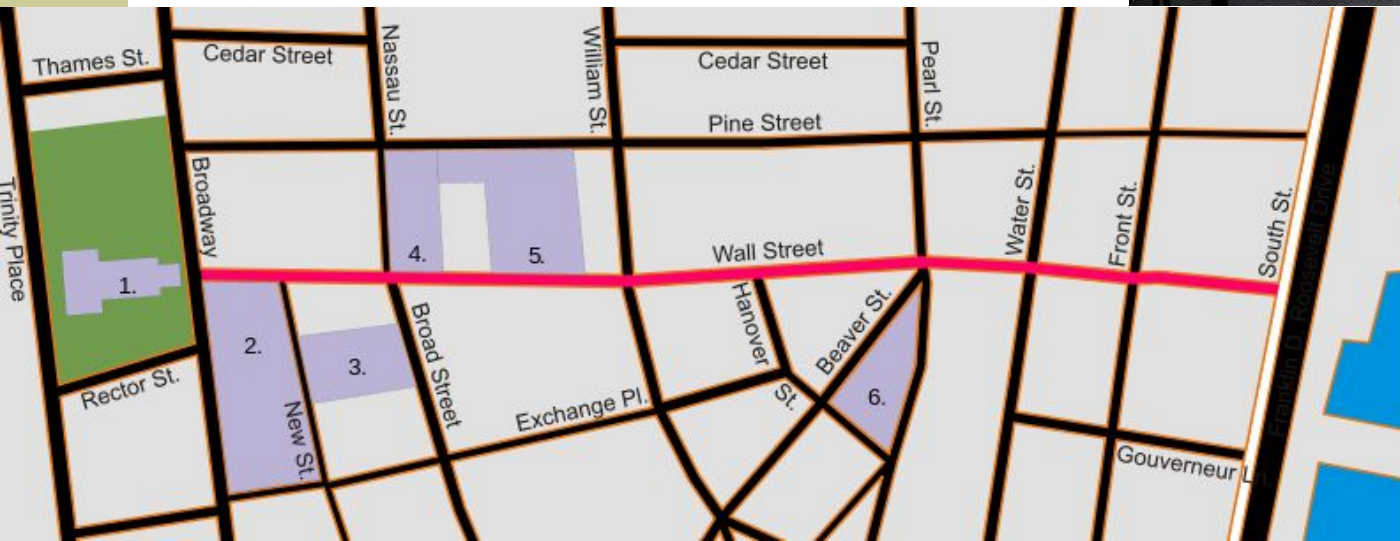 Thames St.
Cedar Street
Nassau St.
William St.
Cedar Street
Pearl St.
Pine Street
Trinity Place
Broadway
1.
2.
3.
4.
5.
Wall Street
Water St.
Front St.
South St.
Franklin D. Roosevelt Drive
Rector St.
New St.
Broad Street
Exchange Pl.
Hanover
St.
Beaver St.
6.
Gouverneur Ln.